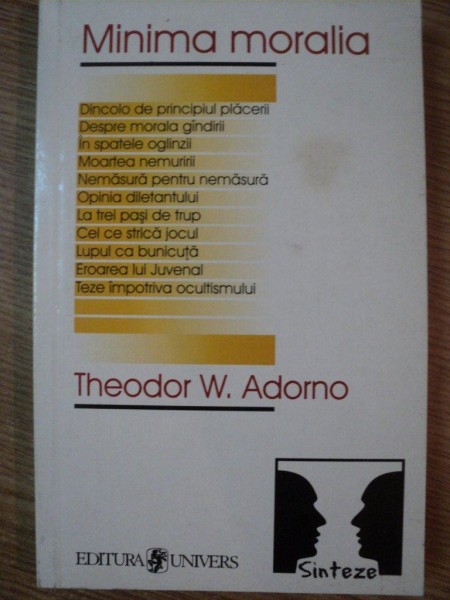 Minima moralia
Dincolo de principiul plăcerii
Despre morala gîndirii
În spatele oglinzii
Moartea nemuririi
Nemăsură pentru nemăsură
Opinia diletantului
La trei paşi de trup
Cel ce strică jocul
Lupul ca bunicuţă
Eroarea lui Juvenal
Teze împotriva ocultismului
Theodor W. Adorno
EDITURA UNIVERS
Sinteze